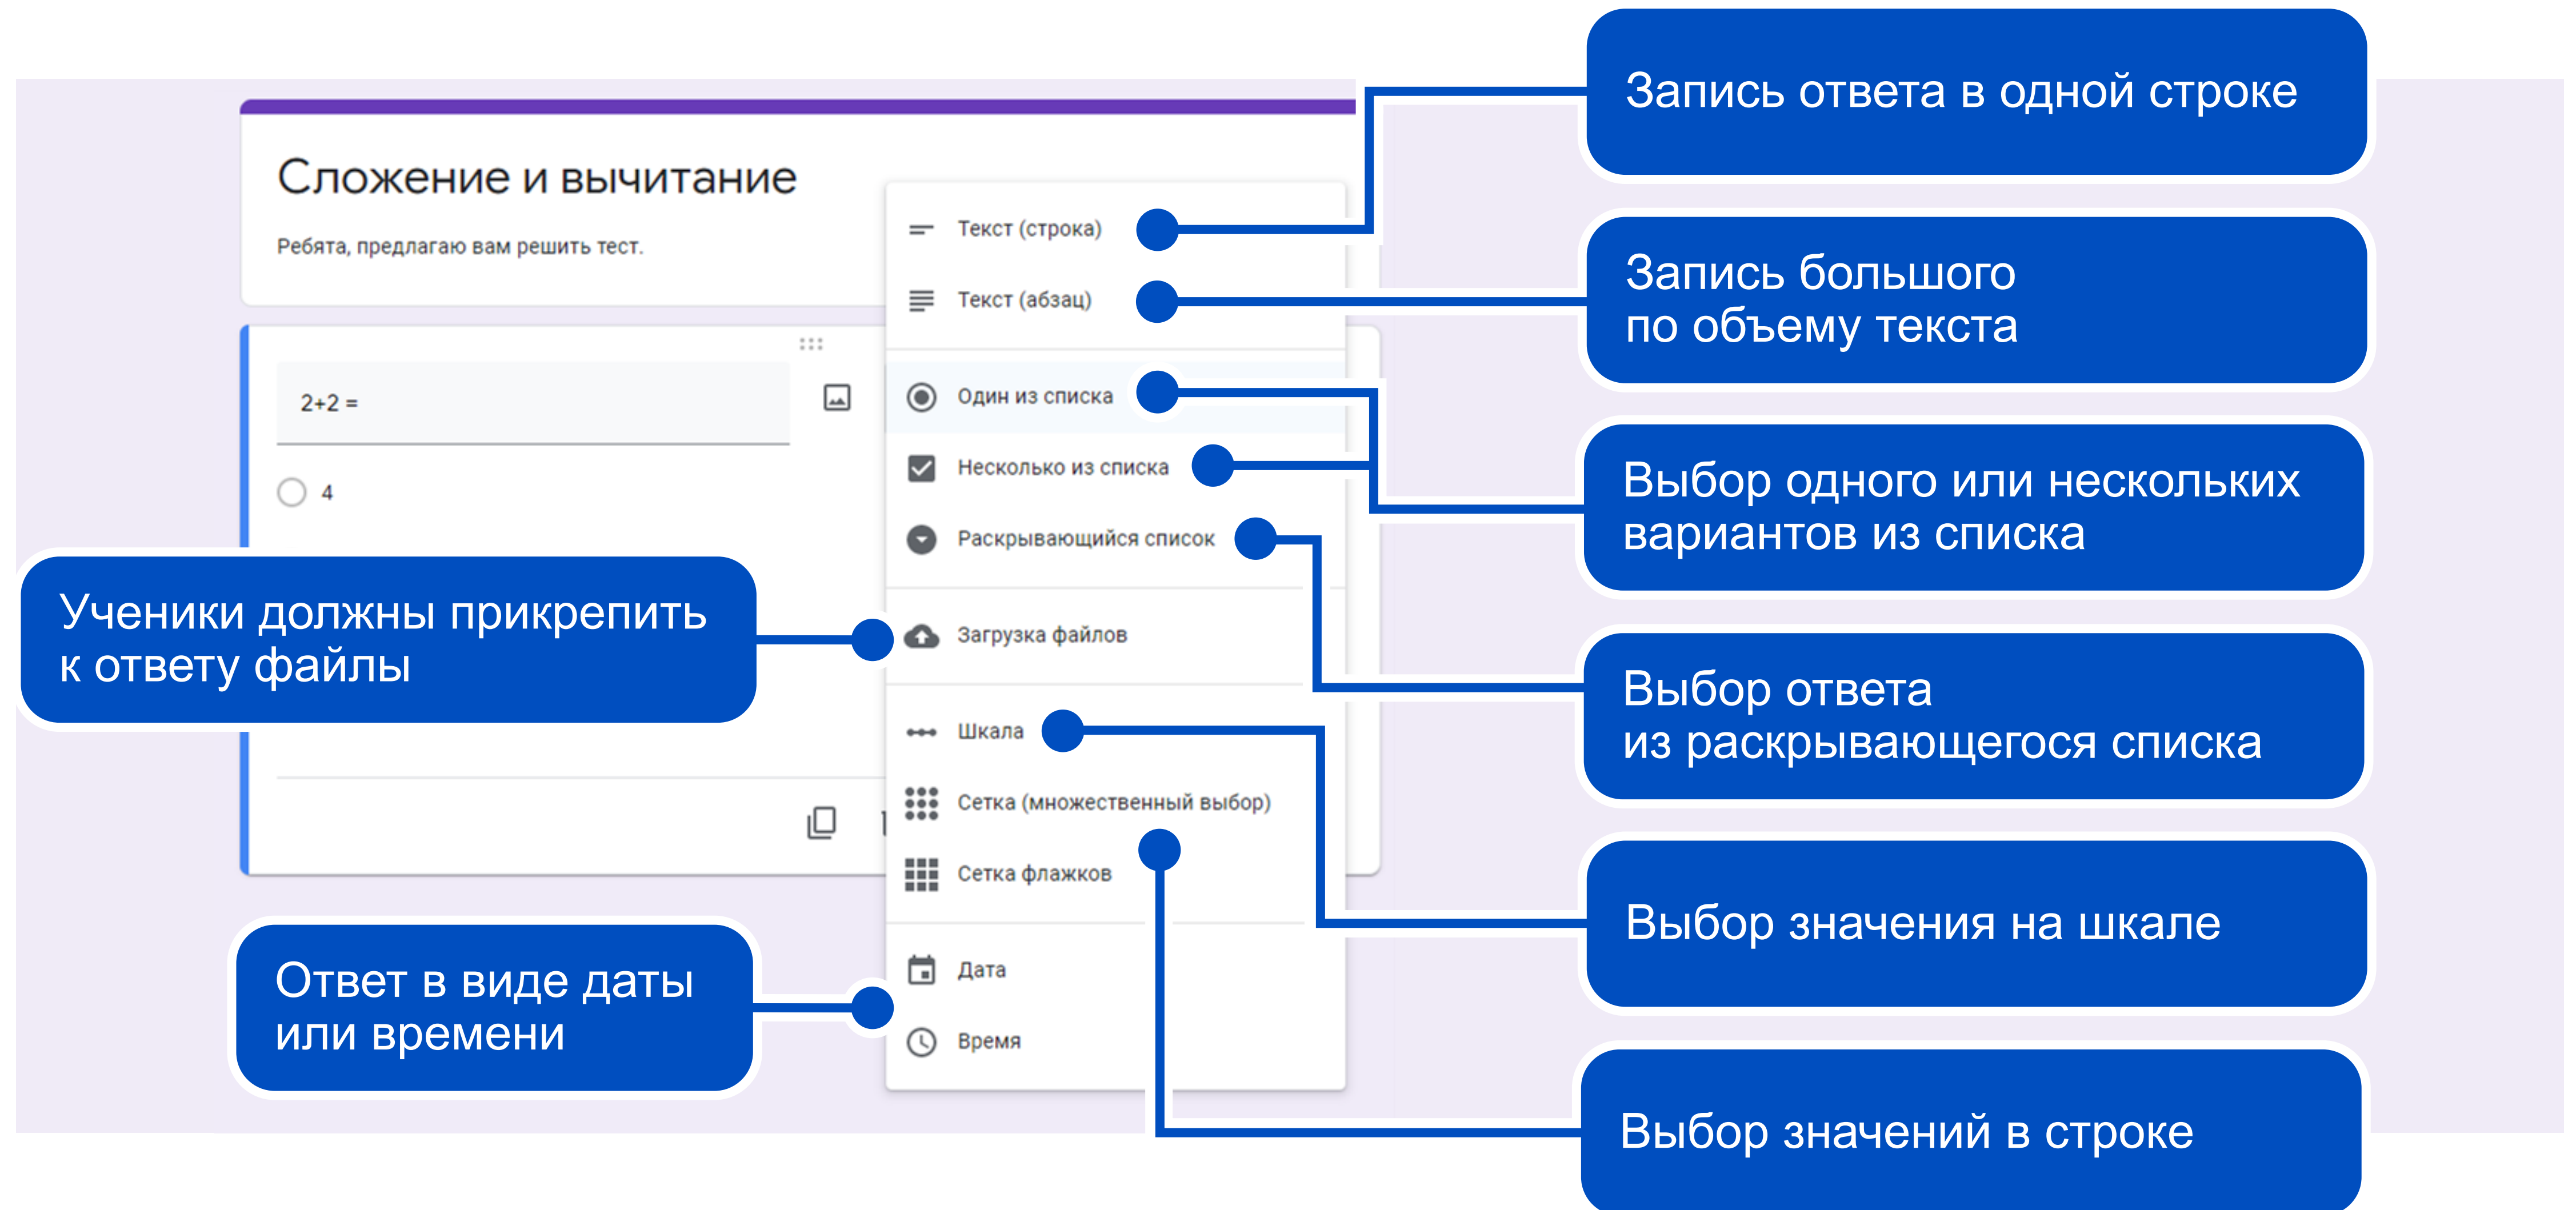 Сложение и вычитание
Ребята, предлагаю вам решить тест.
2+2 =
4
Текст (строка)
Текст (абзац)
Один из списка
Несколько из списка
Раскрывающийся список
Загрузка файлов
Шкала
Сетка (множественный выбор)
Сетка флажков
Дата
Время
Ученики должны прикрепить
к ответу файлы
Ответ в виде даты
или времени
Запись ответа в одной строке
Запись большого
по объему текста
Выбор одного или нескольких
вариантов из списка
Выбор ответа
из раскрывающегося списка
Выбор значения на шкале
Выбор значений в строке